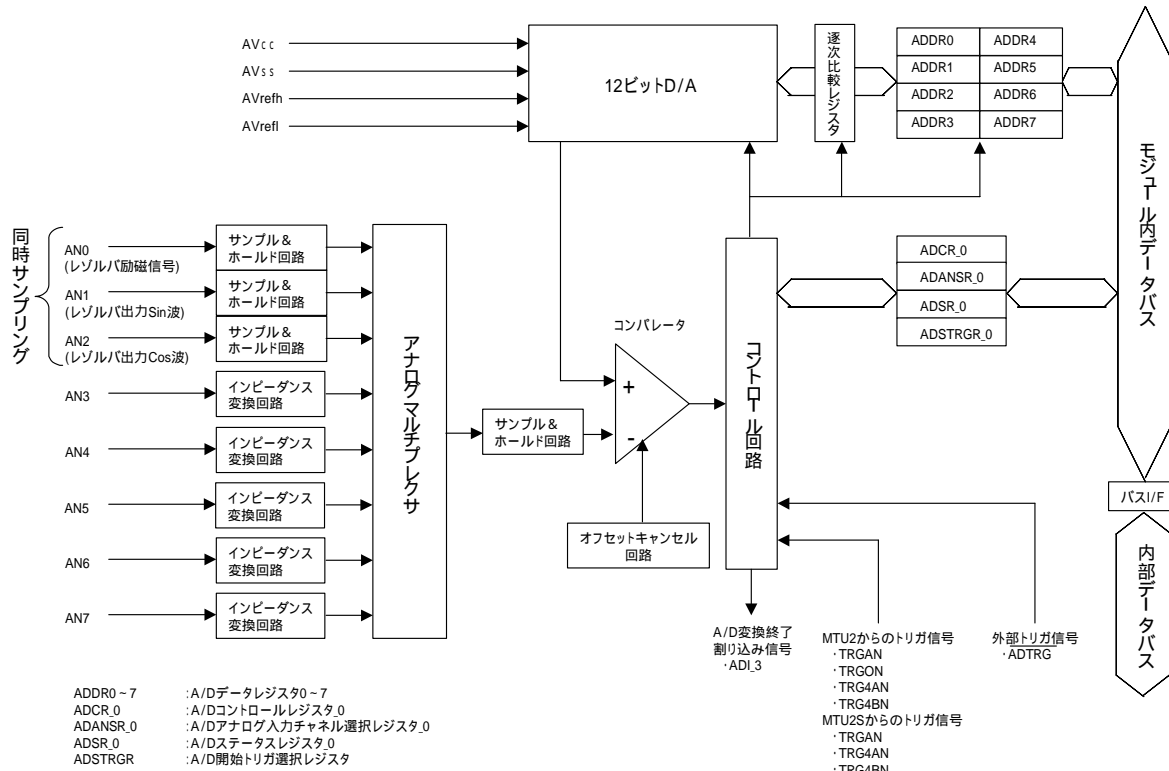 AVcc
AVss
AVrefh
AVrefl
12ビットD/A
逐次比較レジスタ
ADDR0
ADDR4
ADDR1
ADDR5
ADDR2
ADDR6
ADDR3
ADDR7
モジュール内データバス
同時サンプリング
AN0
(レゾルバ励磁信号)
サンプル&
ホールド回路
AN1
(レゾルバ出力Sin波)
サンプル&
ホールド回路
AN2
(レゾルバ出力Cos波)
サンプル&
ホールド回路
AN3
インピーダンス
変換回路
AN4
インピーダンス
変換回路
AN5
インピーダンス
変換回路
AN6
インピーダンス
変換回路
AN7
インピーダンス
変換回路
アナログマルチプレクサ
サンプル&
ホールド回路
コンパレータ
+
-
オフセットキャンセル
回路
コントロール回路
ADCR_0
ADANSR_0
ADSR_0
ADSTRGR_0
バスI/F
内部データバス
A/D変換終了
割り込み信号
・ADI_3
MTU2からのトリガ信号
・TRGAN
・TRGON
・TRG4AN
・TRG4BN
MTU2Sからのトリガ信号
・TRGAN
・TRG4AN
・TRG4BN
外部トリガ信号
・ADTRG
ADDR0~7 :A/Dデータレジスタ0~7
ADCR_0 :A/Dコントロールレジスタ_0
ADANSR_0 :A/Dアナログ入力チャネル選択レジスタ_0
ADSR_0 :A/Dステータスレジスタ_0
ADSTRGR :A/D開始トリガ選択レジスタ